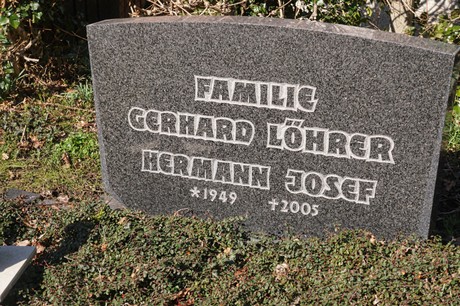 FAMILIE
GERHARD LÖHRER
HERMANN JOSEF
*1949 †2005